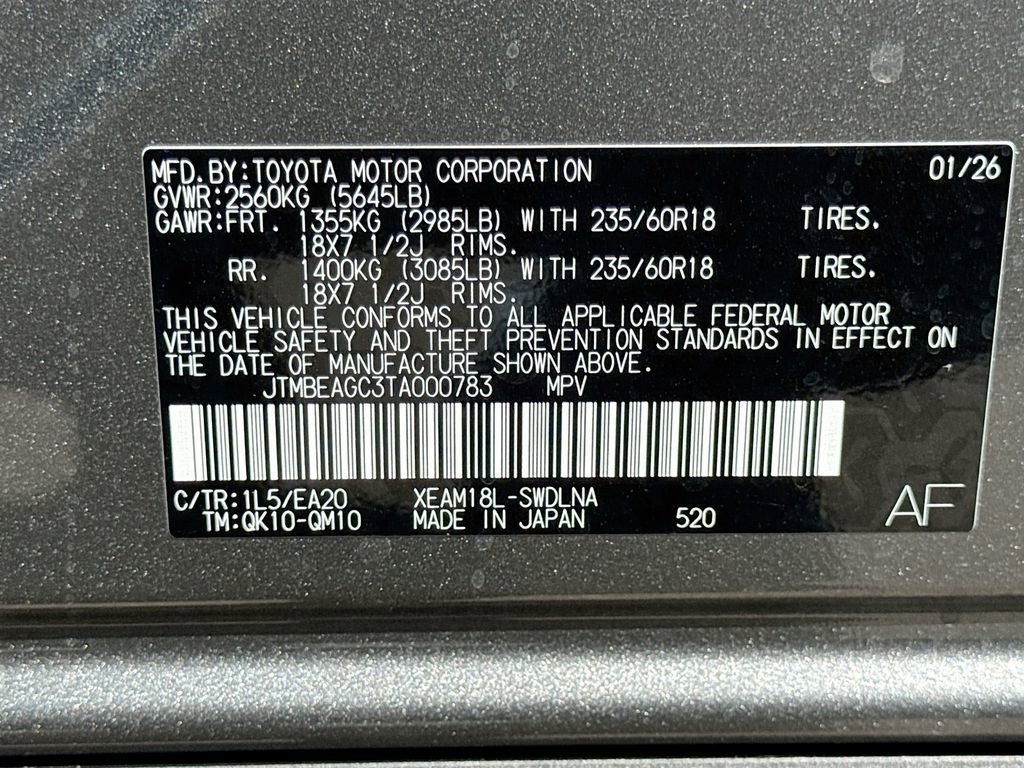 MFD.BY:TOYOTA MOTOR CORPORATION 01/26
GVWR:2560KG (5645LB)
GAWR:FRT. 1355KG (2985LB) WITH 235/60R18 TIRES.
18X7 1/2J RIMS.
RR. 1400KG (3085LB) WITH 235/60R18 TIRES.
18X7 1/2J RIMS.
THIS VEHICLE CONFORMS TO ALL APPLICABLE FEDERAL MOTOR
VEHICLE SAFETY AND THEFT PREVENTION STANDARDS IN EFFECT ON
THE DATE OF MANUFACTURE SHOWN ABOVE.
JTMBEAGC3TA000783 MPV
C/TR:1L5/EA20 XEAM18L-SWDLNA
TM:QK10-QM10 MADE IN JAPAN 520 AF